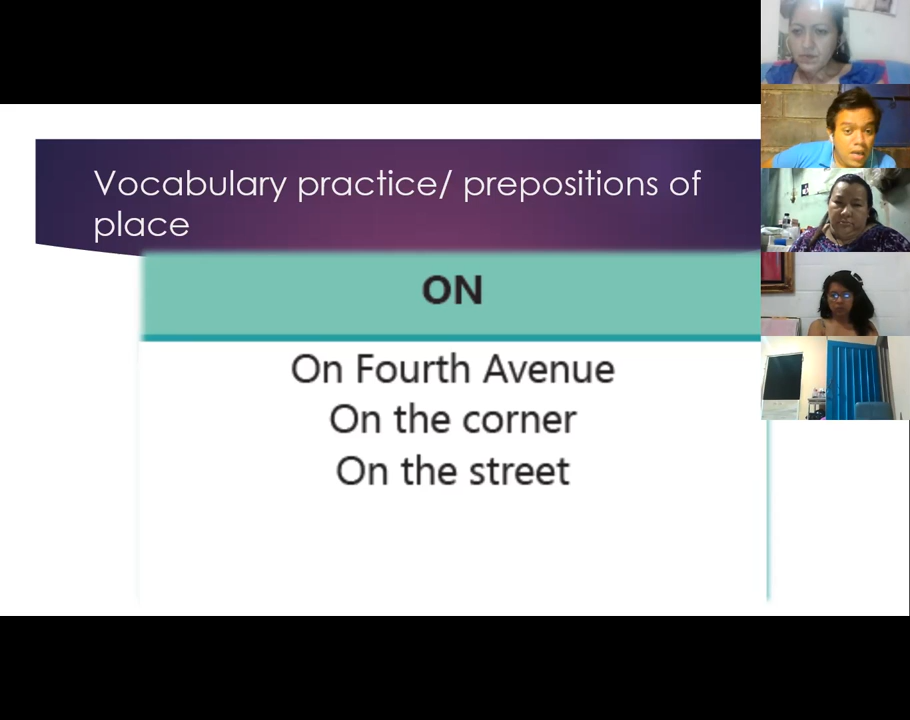 Vocabulary practice/ prepositions of
place
ON
On Fourth Avenue
On the corner
On the street